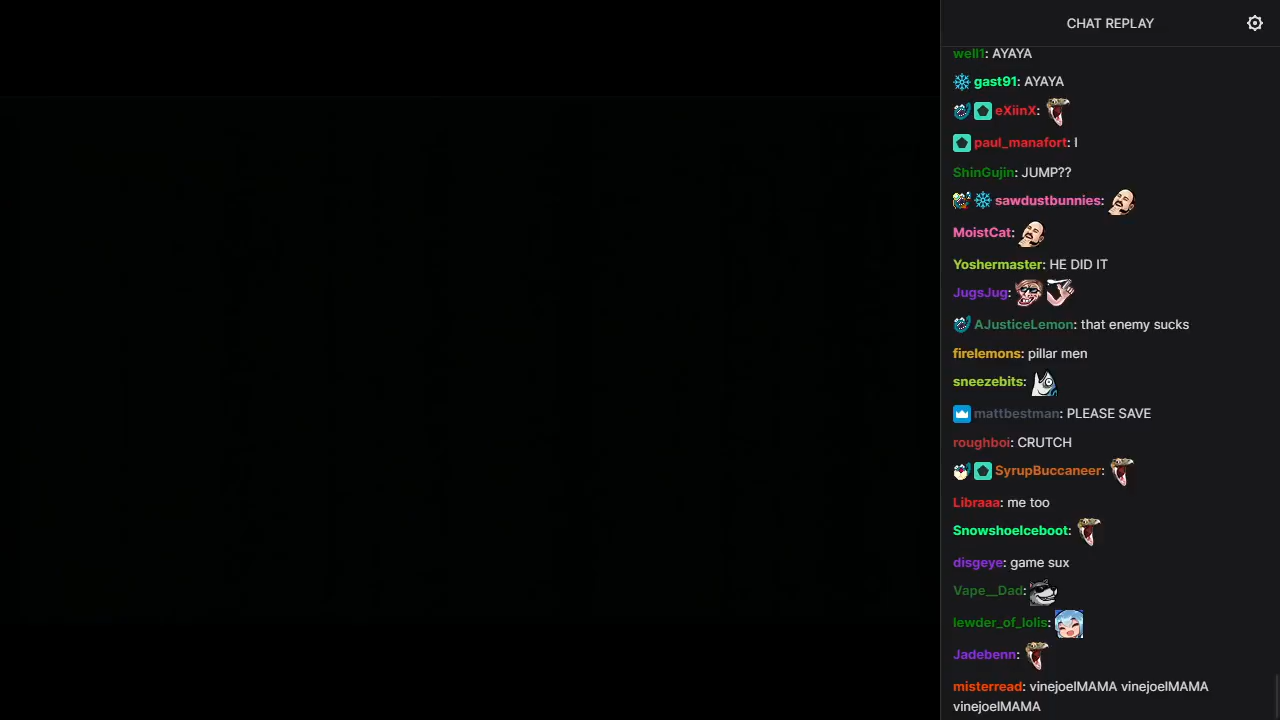 CHAT REPLAY
well1: AYAYA
gast91: AYAYA
eXiinX:
paul_manafort: I
ShinGujin: JUMP??
sawdustbunnies:
MoistCat:
Yoshermaster: HE DID IT
JugsJug:
AJusticeLemon: that enemy sucks
firelemons: pillar men
sneezebits:
mattbestman: PLEASE SAVE
roughboi: CRUTCH
SyrupBuccaneer:
Libraaa: me too
SnowshoeIceboot:
disgeye: game sux
Vape__Dad:
lewder_of_lolis:
Jadebenn:
misterread: vinejoelMAMA vinejoelMAMA
vinejoelMAMA